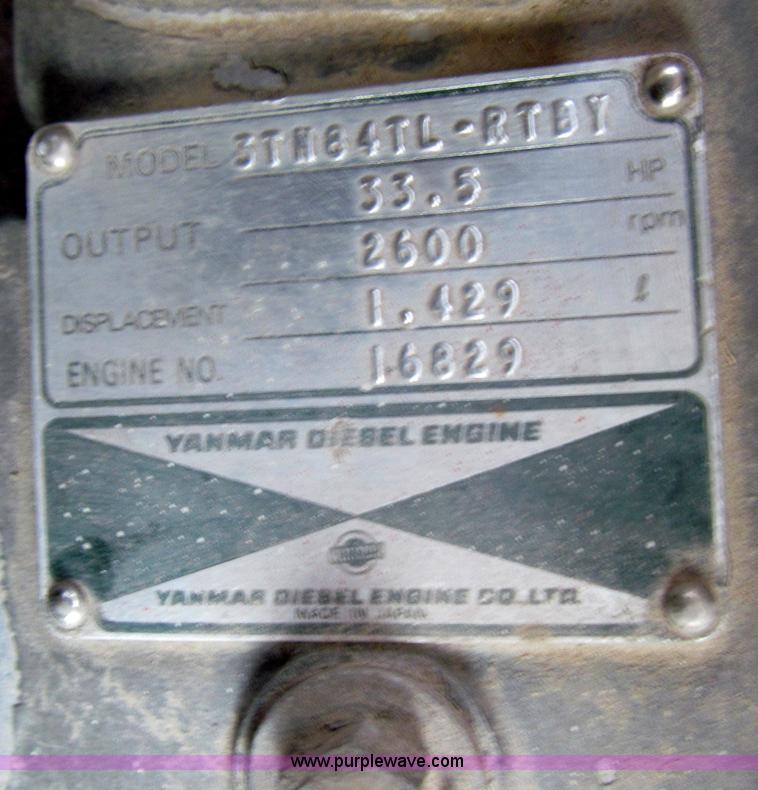 MODEL 3TN84TL-RTBY
OUTPUT 33.5 HP
2600 rpm
DISPLACEMENT 1.429 ℓ
ENGINE NO. 16829
YANMAR DIESEL ENGINE
YANMAR
YANMAR DIESEL ENGINE CO. LTD.
MADE IN JAPAN
www.purplewave.com